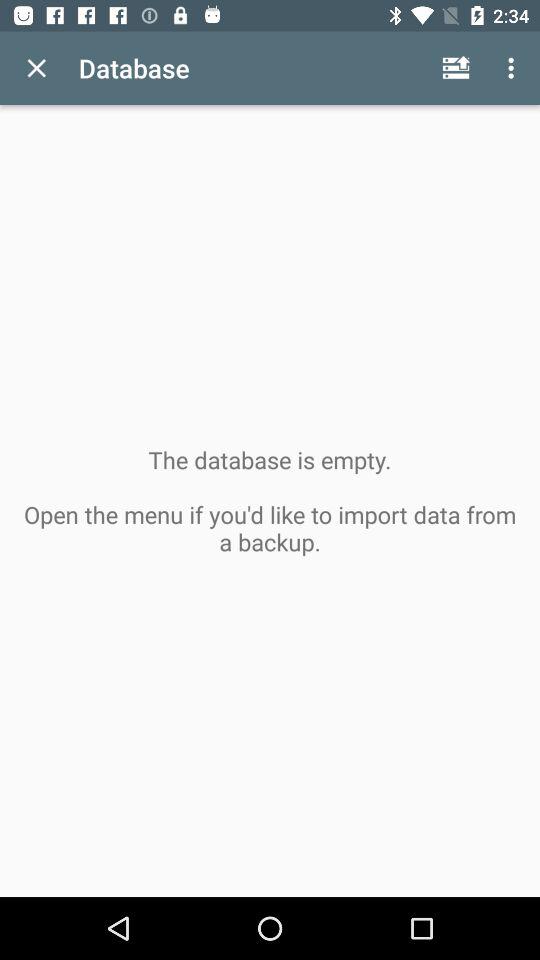 2:34
Database
The database is empty.
Open the menu if you'd like to import data from
a backup.